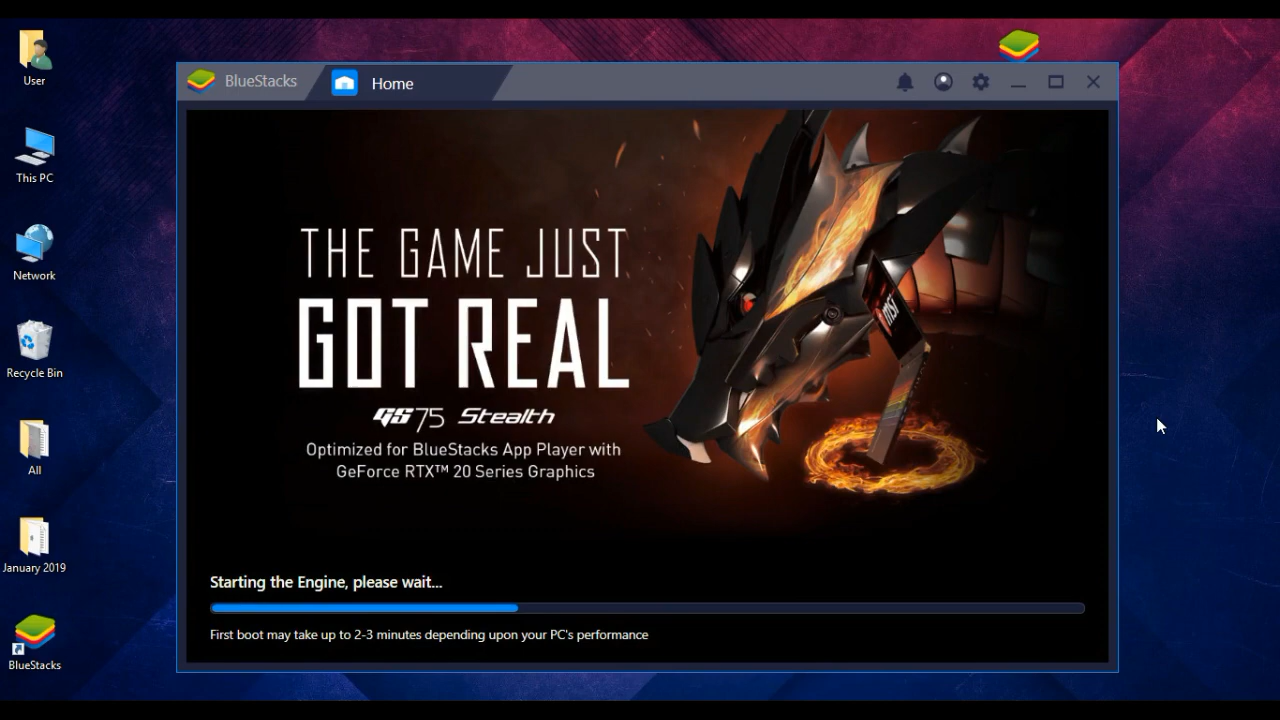 User
This PC
Network
Recycle Bin
All
January 2019
BlueStacks
BlueStacks
Home
THE GAME JUST
GOT REAL
GS75 Stealth
Optimized for BlueStacks App Player with
GeForce RTX™ 20 Series Graphics
msi
Starting the Engine, please wait...
First boot may take up to 2-3 minutes depending upon your PC's performance